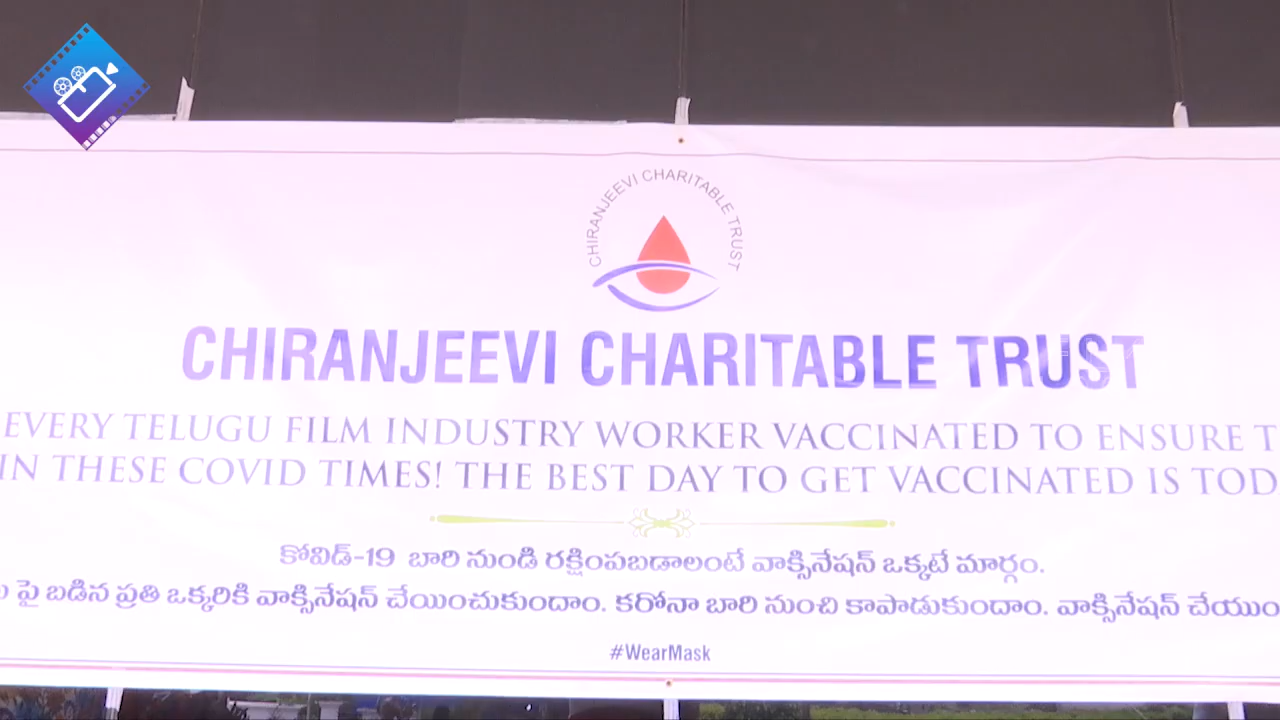 CHIRANJEEVI CHARITABLE TRUST
CHIRANJEEVI CHARITABLE TRUST
EVERY TELUGU FILM INDUSTRY WORKER VACCINATED TO ENSURE T
IN THESE COVID TIMES! THE BEST DAY TO GET VACCINATED IS TOD
కోవిడ్-19 బారి నుండి రక్షింపబడాలంటే వాక్సినేషన్ ఒక్కటే మార్గం.
పై బడిన ప్రతి ఒక్కరికి వాక్సినేషన్ చేయించుకుందాం. కరోనా బారి నుంచి కాపాడుకుందాం. వాక్సినేషన్ చేయుం
#WearMask